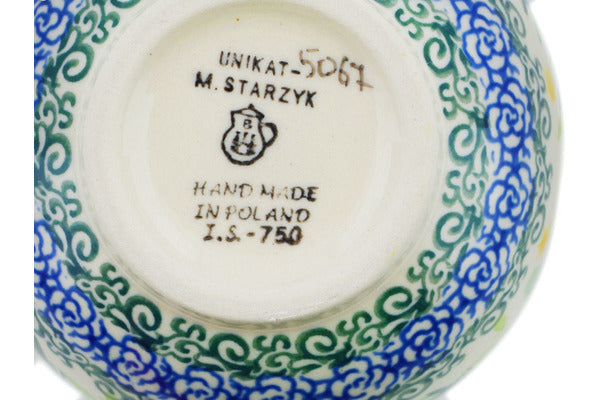 UNIKAT-5067
M. STARZYK
B
HAND MADE
IN POLAND
I.S.-750